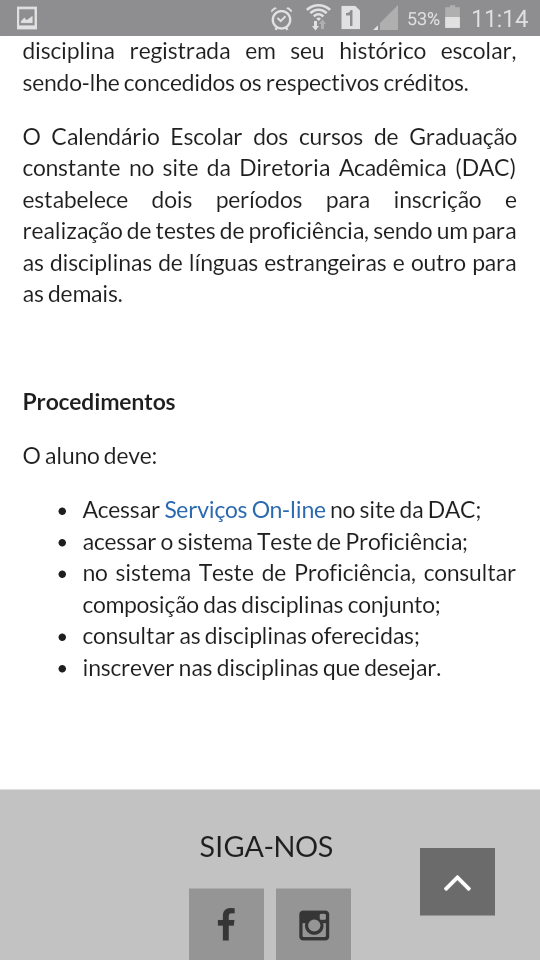 1 53% 11:14
disciplina registrada em seu histórico escolar,
sendo-lhe concedidos os respectivos créditos.
O Calendário Escolar dos cursos de Graduação
constante no site da Diretoria Acadêmica (DAC)
estabelece dois períodos para inscrição e
realização de testes de proficiência, sendo um para
as disciplinas de línguas estrangeiras e outro para
as demais.
Procedimentos
O aluno deve:
• Acessar Serviços On-line no site da DAC;
• acessar o sistema Teste de Proficiência;
• no sistema Teste de Proficiência, consultar
composição das disciplinas conjunto;
• consultar as disciplinas oferecidas;
• inscrever nas disciplinas que desejar.
SIGA-NOS